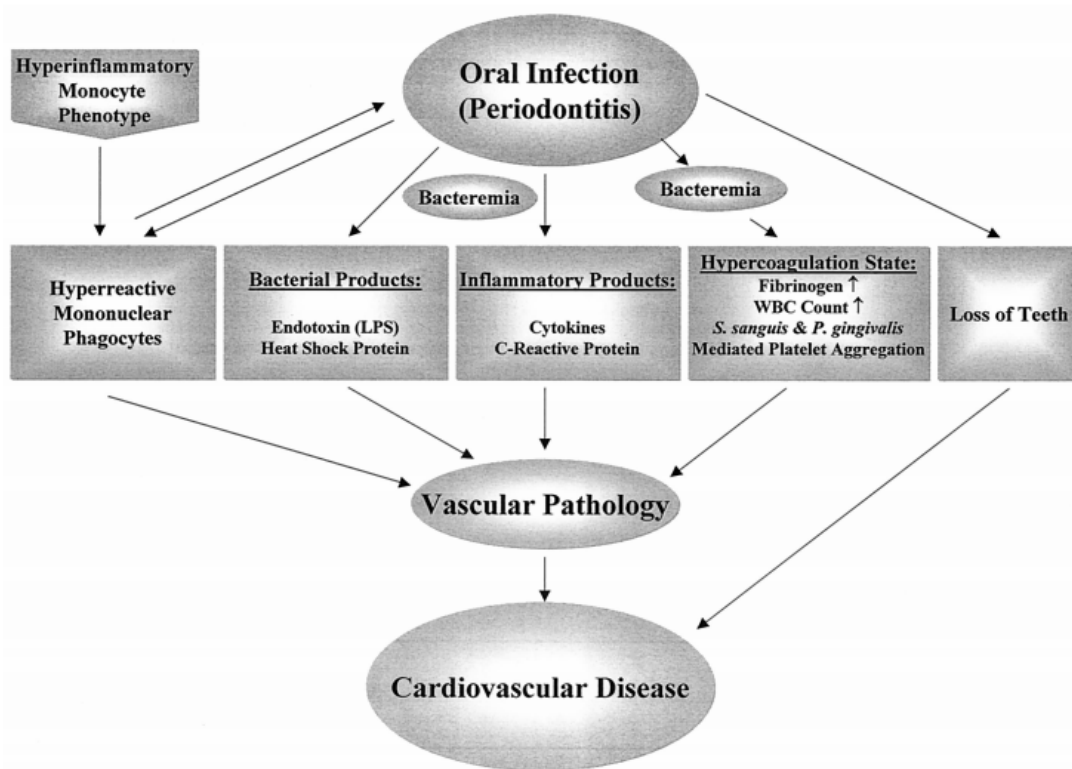 Hyperinflammatory
Monocyte
Phenotype
Oral Infection
(Periodontitis)
Bacteremia
Bacteremia
Hyperreactive
Mononuclear
Phagocytes
Bacterial Products:
Endotoxin (LPS)
Heat Shock Protein
Inflammatory Products:
Cytokines
C-Reactive Protein
Hypercoagulation State:
Fibrinogen ↑
WBC Count ↑
S. sanguis & P. gingivalis
Mediated Platelet Aggregation
Loss of Teeth
Vascular Pathology
Cardiovascular Disease